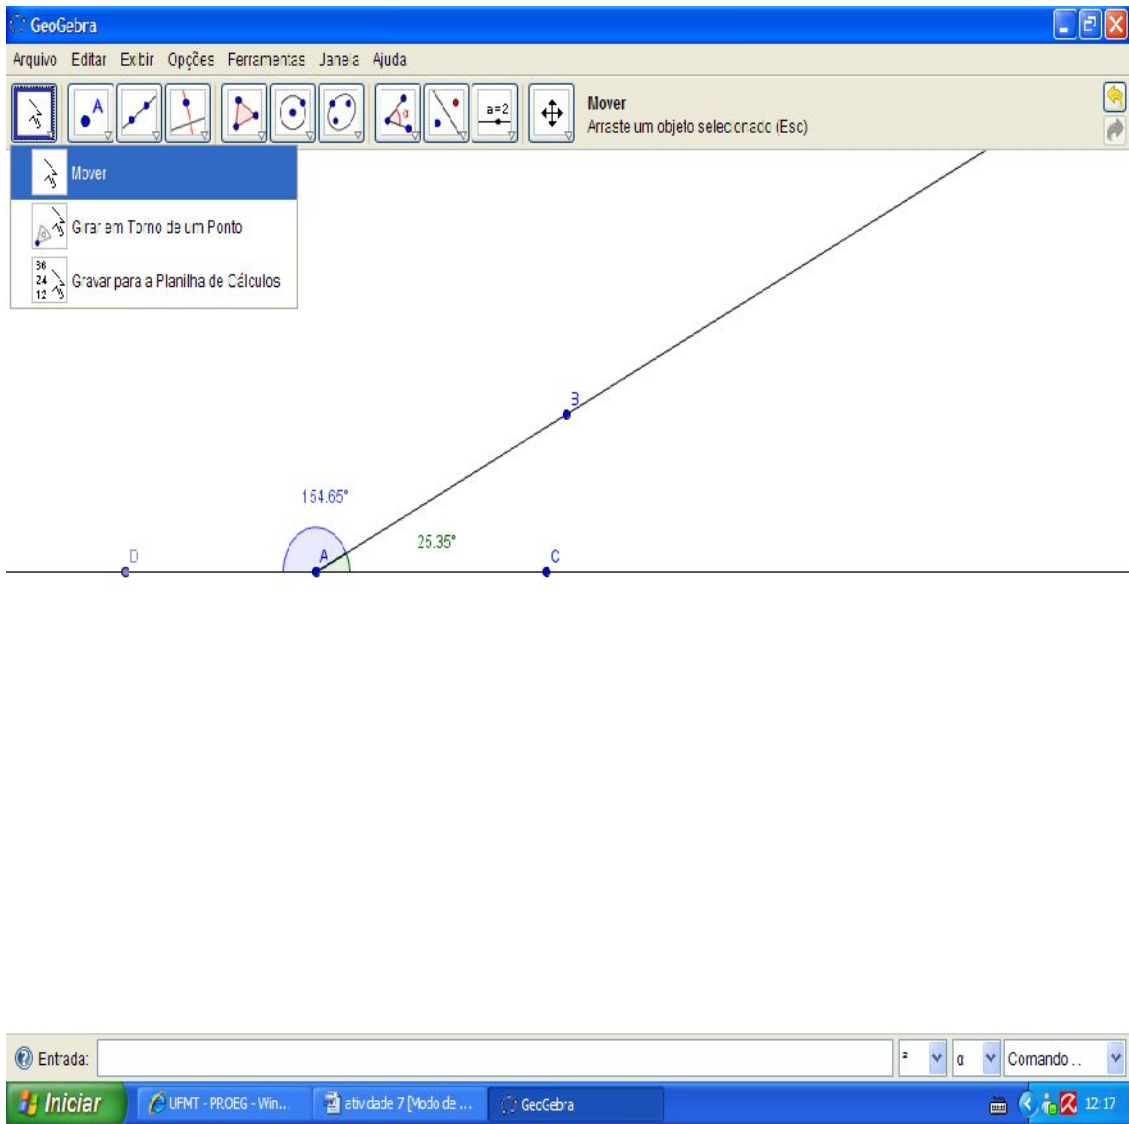 GeoGebra
Arquivo Editar Exibir Opções Ferramentas Janela Ajuda
A
α
a=2
Mover
Arraste um objeto selecionado (Esc)
Mover
Girar em Torno de um Ponto
36
24
12
Gravar para a Planilha de Cálculos
B
154.65°
25.35°
D
A
C
Entrada:
²
α
Comando ..
Iniciar
UFMT - PROEG - Win...
atividade 7 [Modo de ...
GeoGebra
12:17